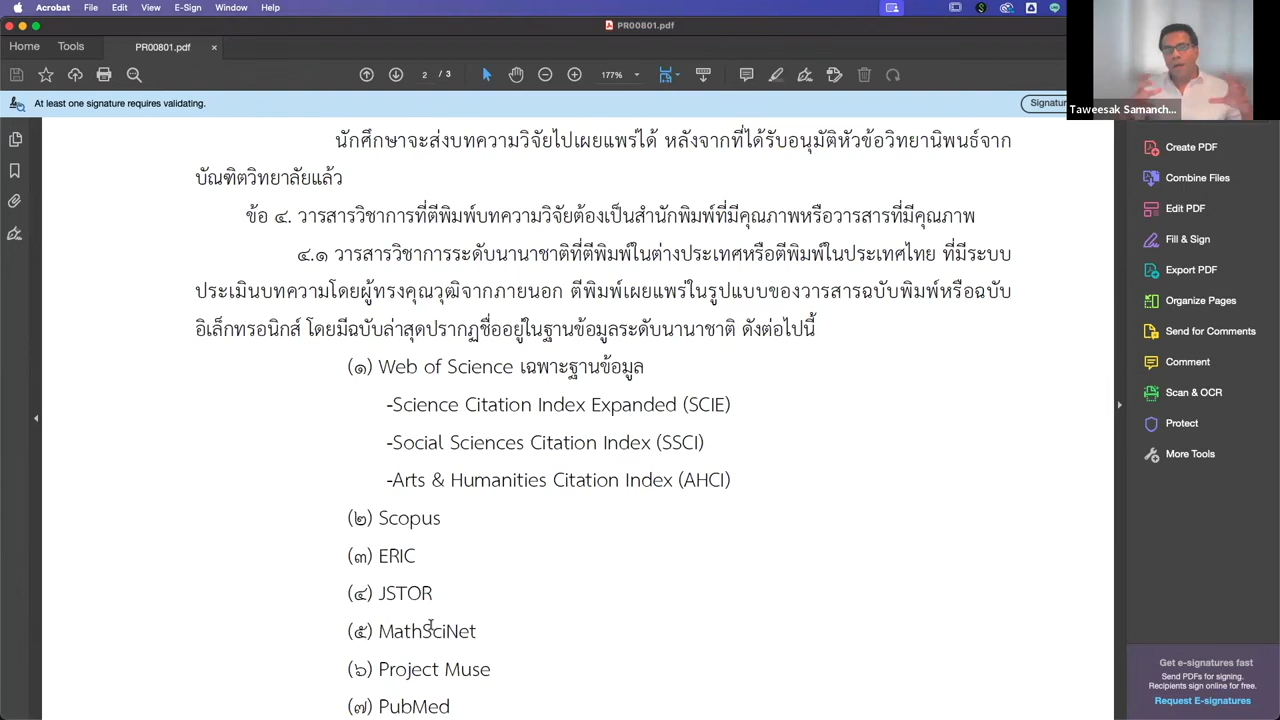 Acrobat File Edit View E-Sign Window Help
PR00801.pdf
Home Tools PR00801.pdf ×
2 / 3 177%
At least one signature requires validating.
Signatur
Taweesak Samanch...
นักศึกษาจะส่งบทความวิจัยไปเผยแพร่ได้ หลังจากที่ได้รับอนุมัติหัวข้อวิทยานิพนธ์จาก
บัณฑิตวิทยาลัยแล้ว
ข้อ ๔. วารสารวิชาการที่ตีพิมพ์บทความวิจัยต้องเป็นสำนักพิมพ์ที่มีคุณภาพหรือวารสารที่มีคุณภาพ
๔.๑ วารสารวิชาการระดับนานาชาติที่ตีพิมพ์ในต่างประเทศหรือตีพิมพ์ในประเทศไทย ที่มีระบบ
ประเมินบทความโดยผู้ทรงคุณวุฒิจากภายนอก ตีพิมพ์เผยแพร่ในรูปแบบของวารสารฉบับพิมพ์หรือฉบับ
อิเล็กทรอนิกส์ โดยมีฉบับล่าสุดปรากฏชื่ออยู่ในฐานข้อมูลระดับนานาชาติ ดังต่อไปนี้
(๑) Web of Science เฉพาะฐานข้อมูล
-Science Citation Index Expanded (SCIE)
-Social Sciences Citation Index (SSCI)
-Arts & Humanities Citation Index (AHCI)
(๒) Scopus
(๓) ERIC
(๔) JSTOR
(๕) MathSciNet
(๖) Project Muse
(๗) PubMed
Create PDF
Combine Files
Edit PDF
Fill & Sign
Export PDF
Organize Pages
Send for Comments
Comment
Scan & OCR
Protect
More Tools
Get e-signatures fast
Send PDFs for signing.
Recipients sign online for free.
Request E-signatures